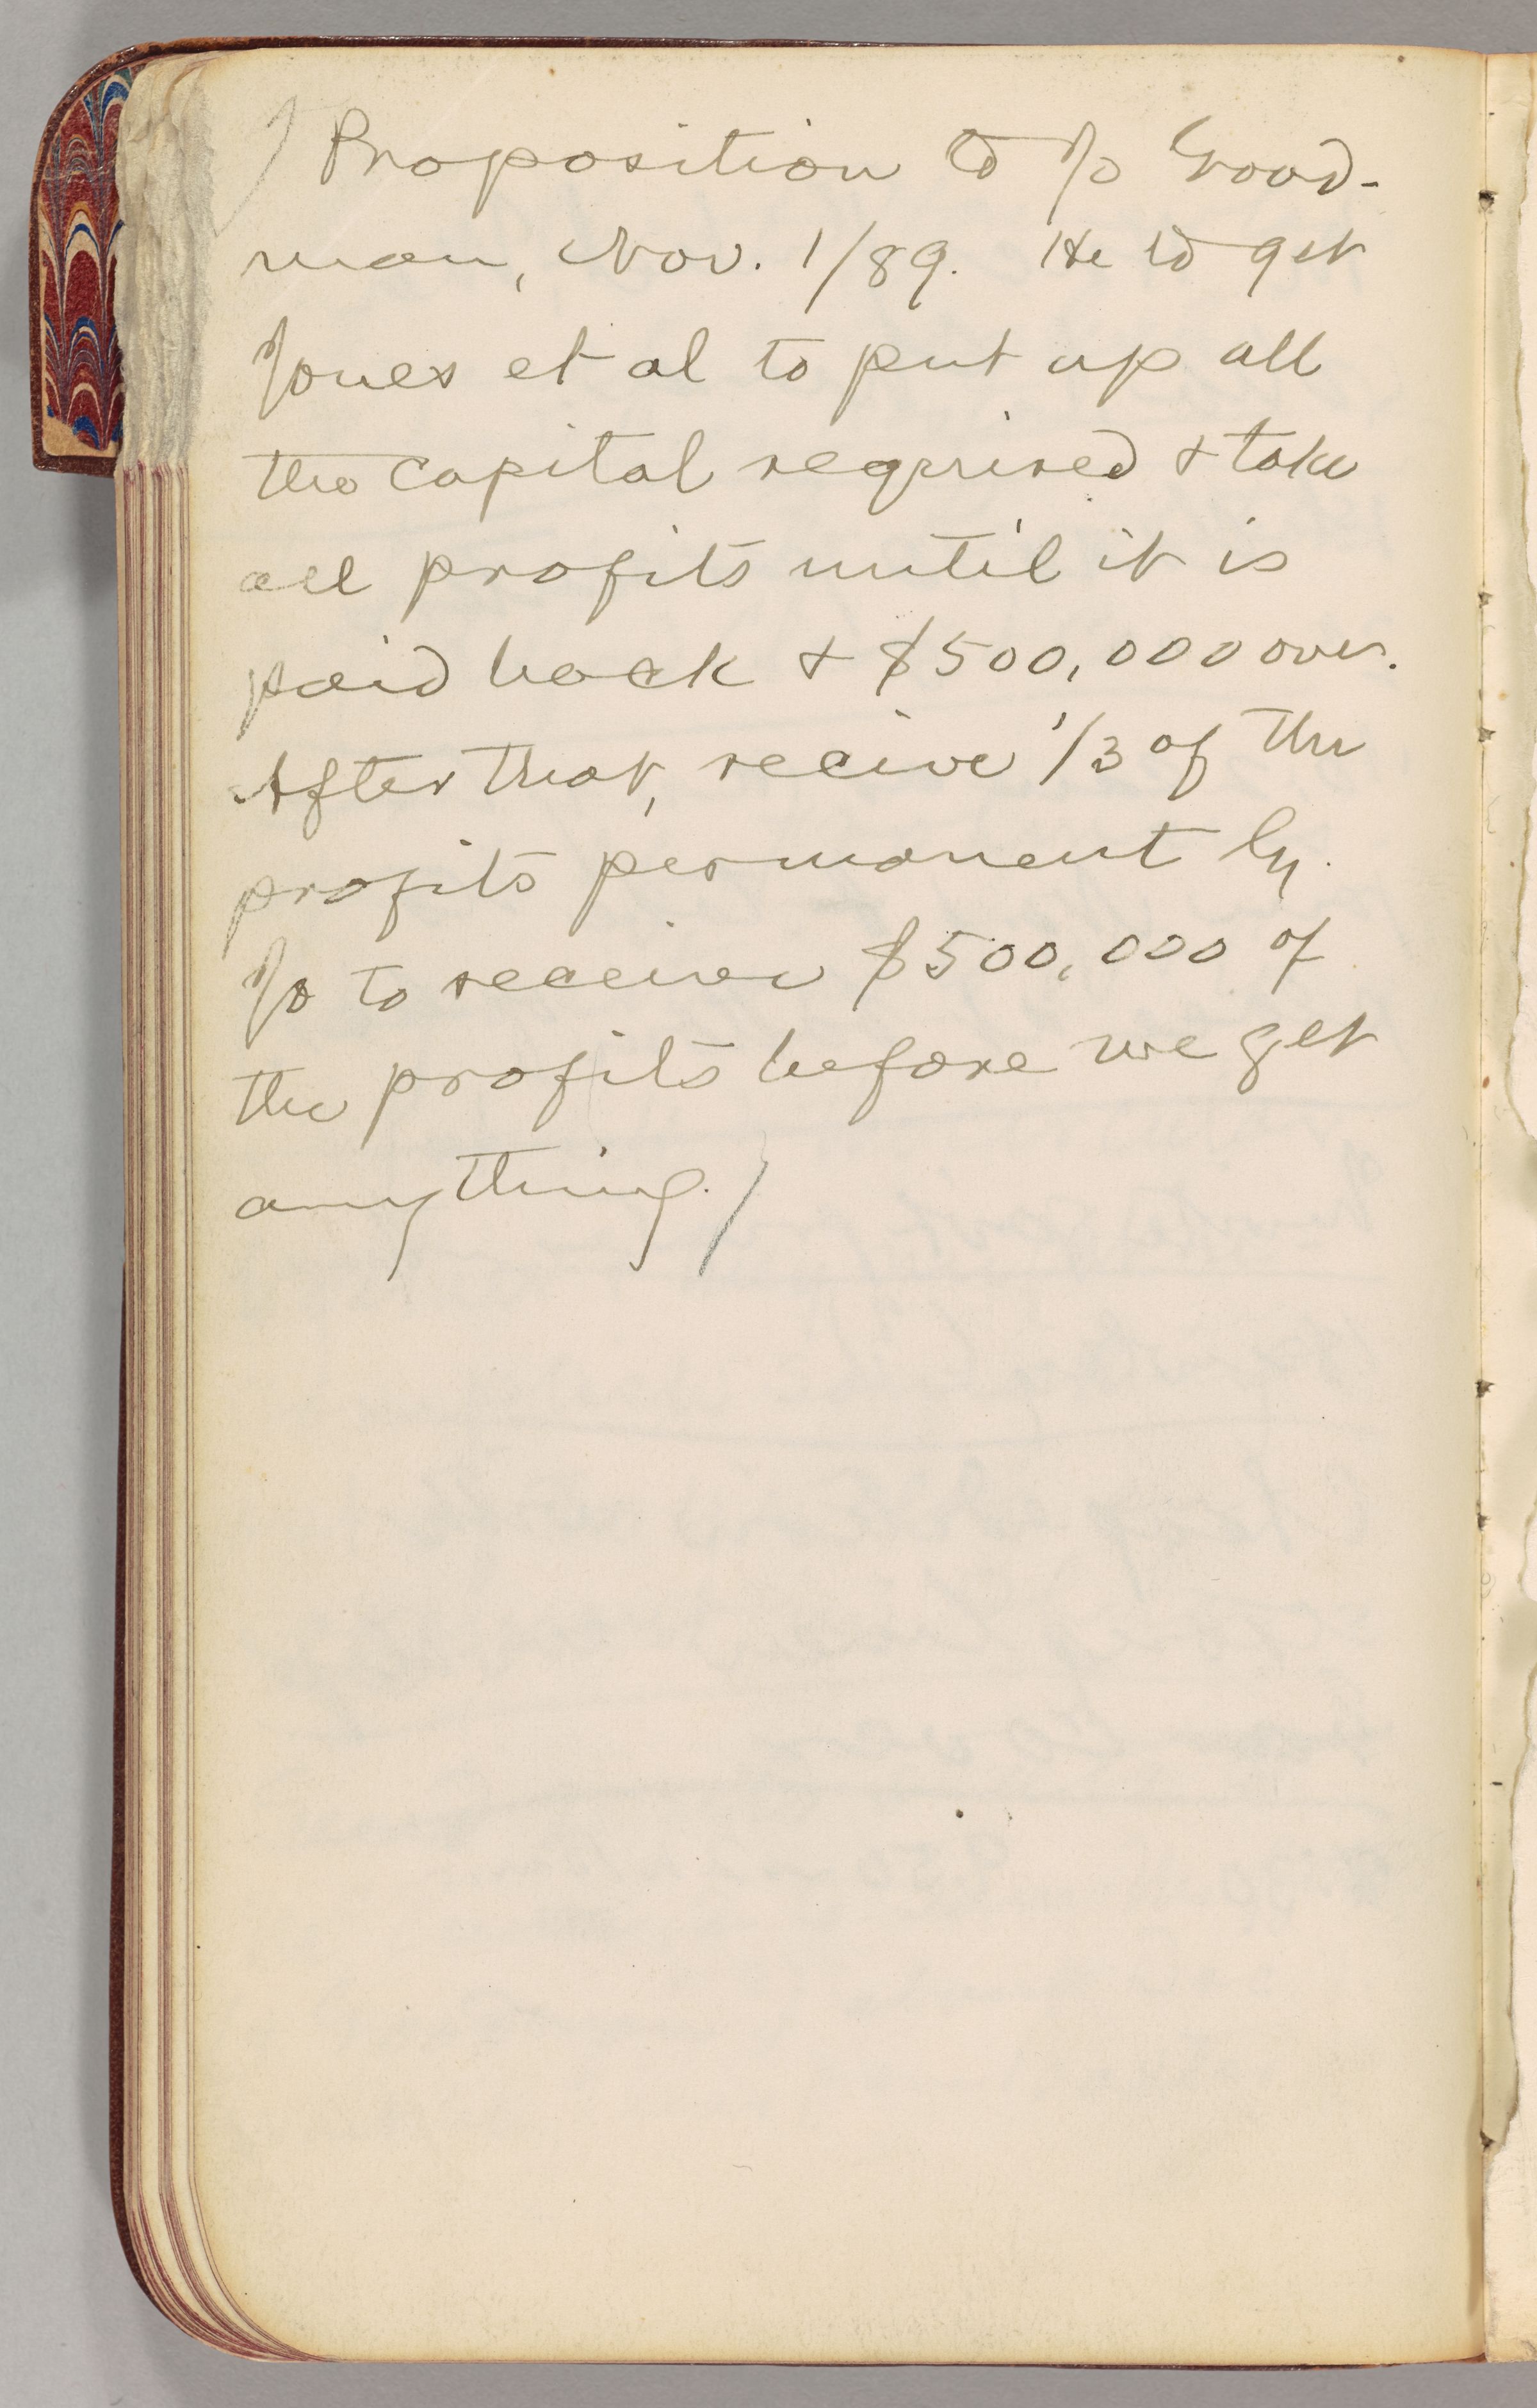 / Proposition to Jo Good-
man, Nov. 1/89. He to get
Jones et al to put up all
the capital required & take
all profits until it is
paid back & $500,000 over.
After that, receive 1/3 of the
profits permanently.
Jo to receive $500,000 of
the profits before we get
anything. /